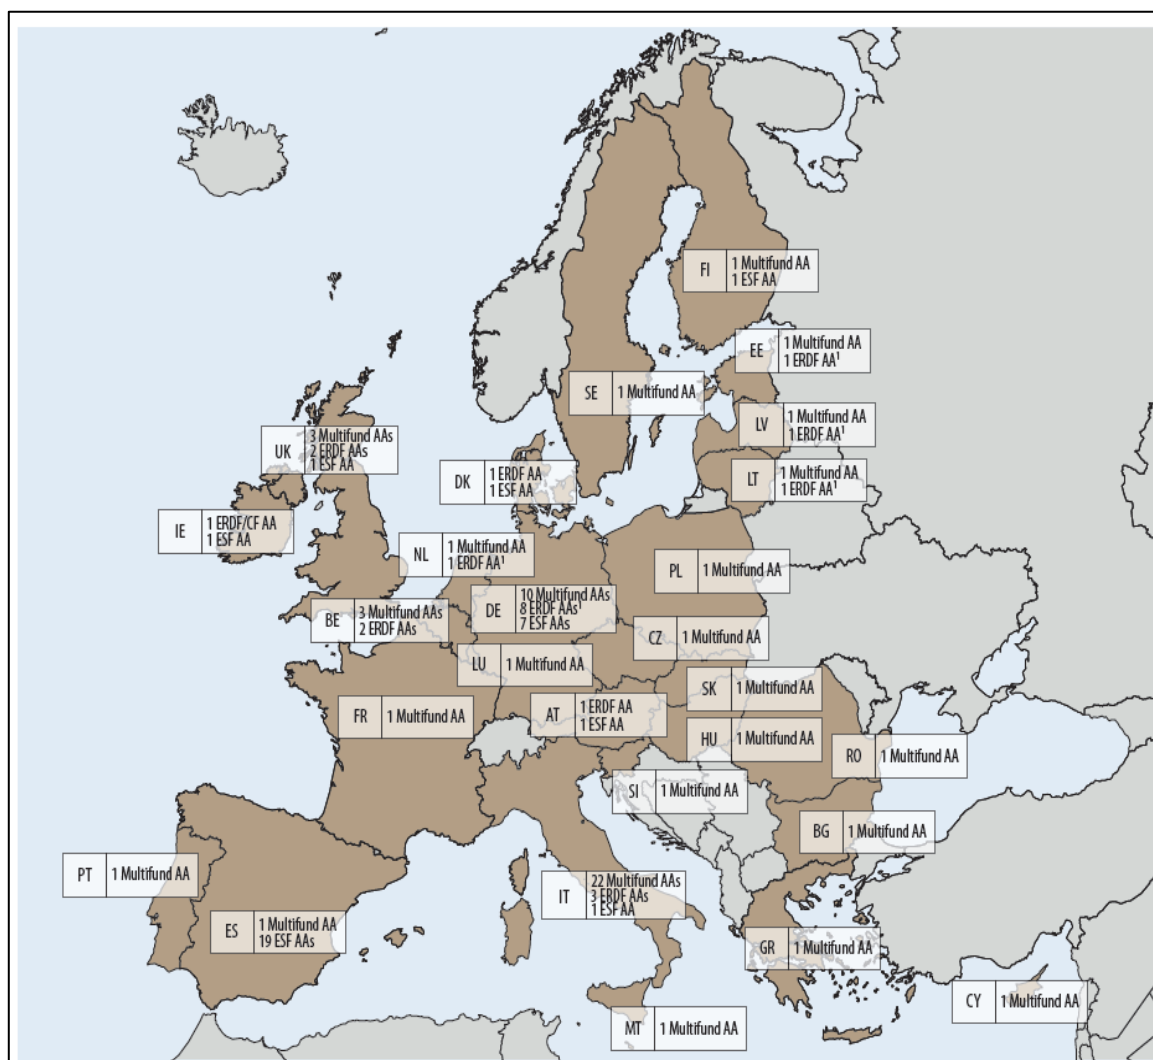 FI
1 Multifund AA
1 ESF AA
EE
1 Multifund AA
1 ERDF AA¹
SE
1 Multifund AA
LV
1 Multifund AA
1 ERDF AA¹
UK
3 Multifund AAs
2 ERDF AAs
1 ESF AA
DK
1 ERDF AA
1 ESF AA
LT
1 Multifund AA
1 ERDF AA¹
IE
1 ERDF/CF AA
1 ESF AA
NL
1 Multifund AA
1 ERDF AA¹
PL
1 Multifund AA
BE
3 Multifund AAs
2 ERDF AAs
DE
10 Multifund AAs
8 ERDF AAs¹
7 ESF AAs
CZ
1 Multifund AA
LU
1 Multifund AA
SK
1 Multifund AA
FR
1 Multifund AA
AT
1 ERDF AA
1 ESF AA
HU
1 Multifund AA
RO
1 Multifund AA
SI
1 Multifund AA
BG
1 Multifund AA
PT
1 Multifund AA
IT
22 Multifund AAs
3 ERDF AAs
1 ESF AA
ES
1 Multifund AA
19 ESF AAs
GR
1 Multifund AA
CY
1 Multifund AA
MT
1 Multifund AA